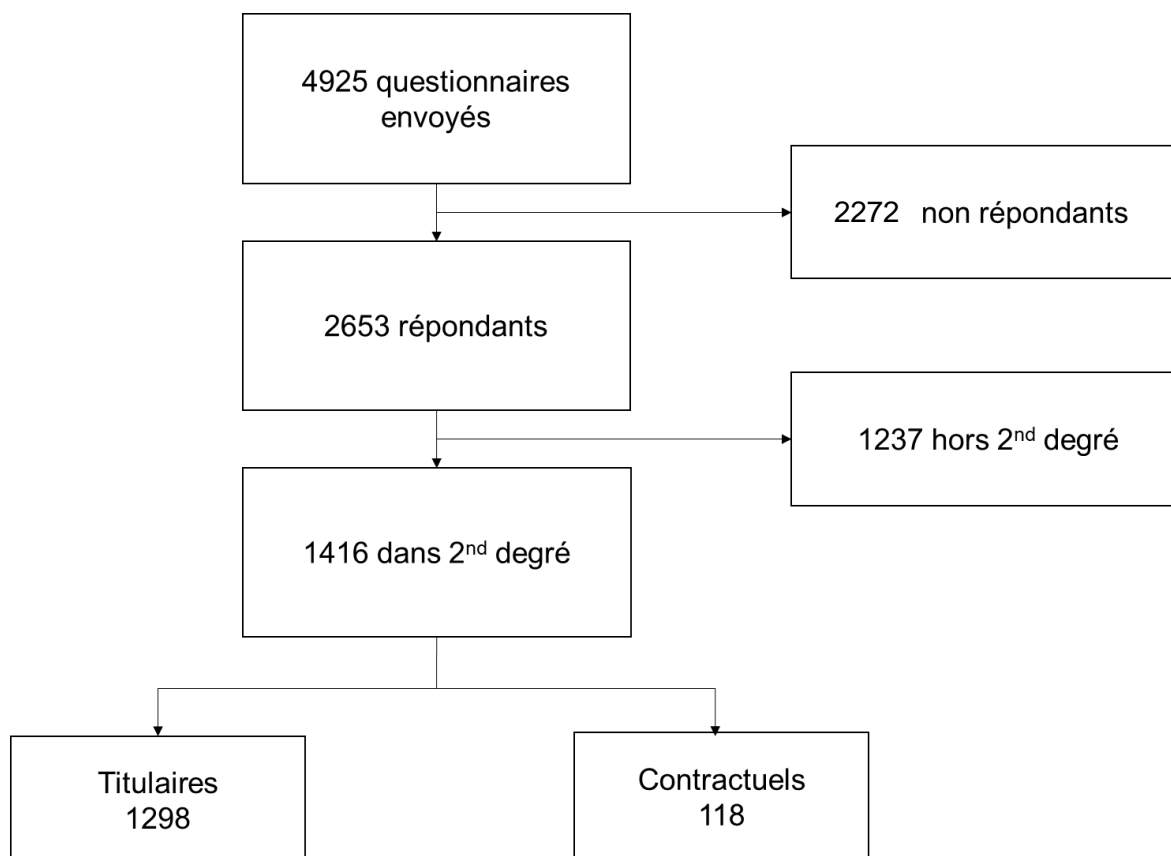 4925 questionnaires
envoyés
2272 non répondants
2653 répondants
1237 hors 2nd degré
1416 dans 2nd degré
Titulaires
1298
Contractuels
118